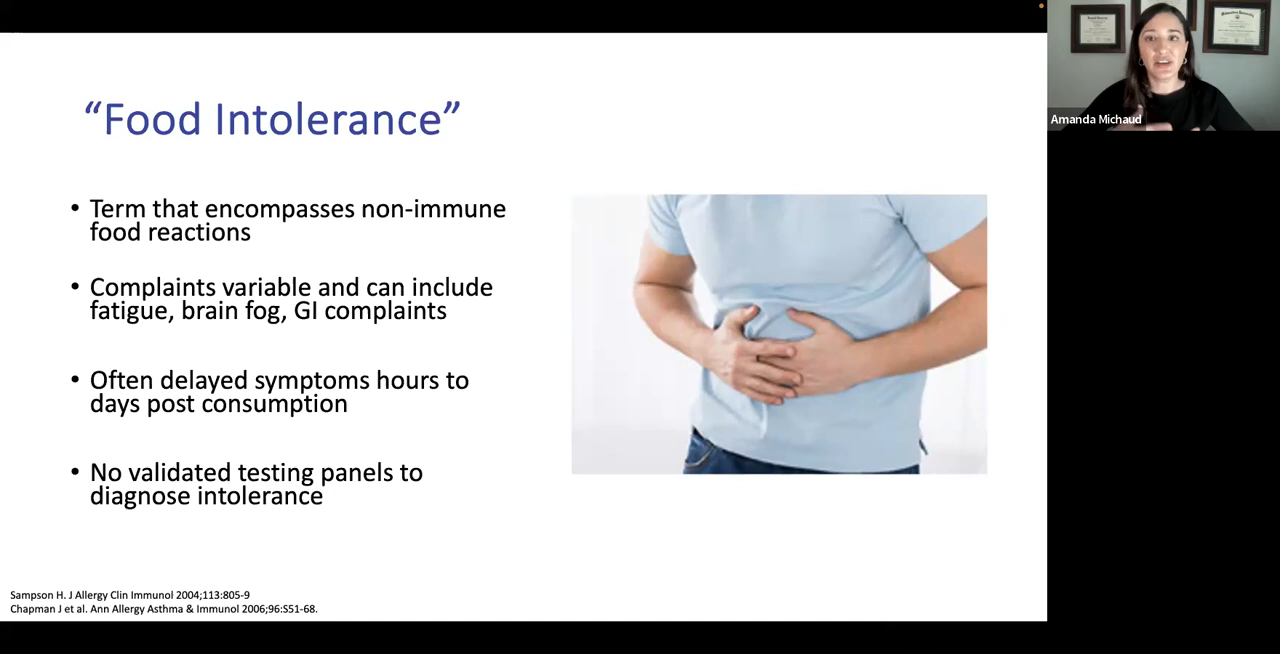 “Food Intolerance”
• Term that encompasses non-immune
food reactions
• Complaints variable and can include
fatigue, brain fog, GI complaints
• Often delayed symptoms hours to
days post consumption
• No validated testing panels to
diagnose intolerance
Sampson H. J Allergy Clin Immunol 2004;113:805-9
Chapman J et al. Ann Allergy Asthma & Immunol 2006;96:S51-68.
Amanda Michaud